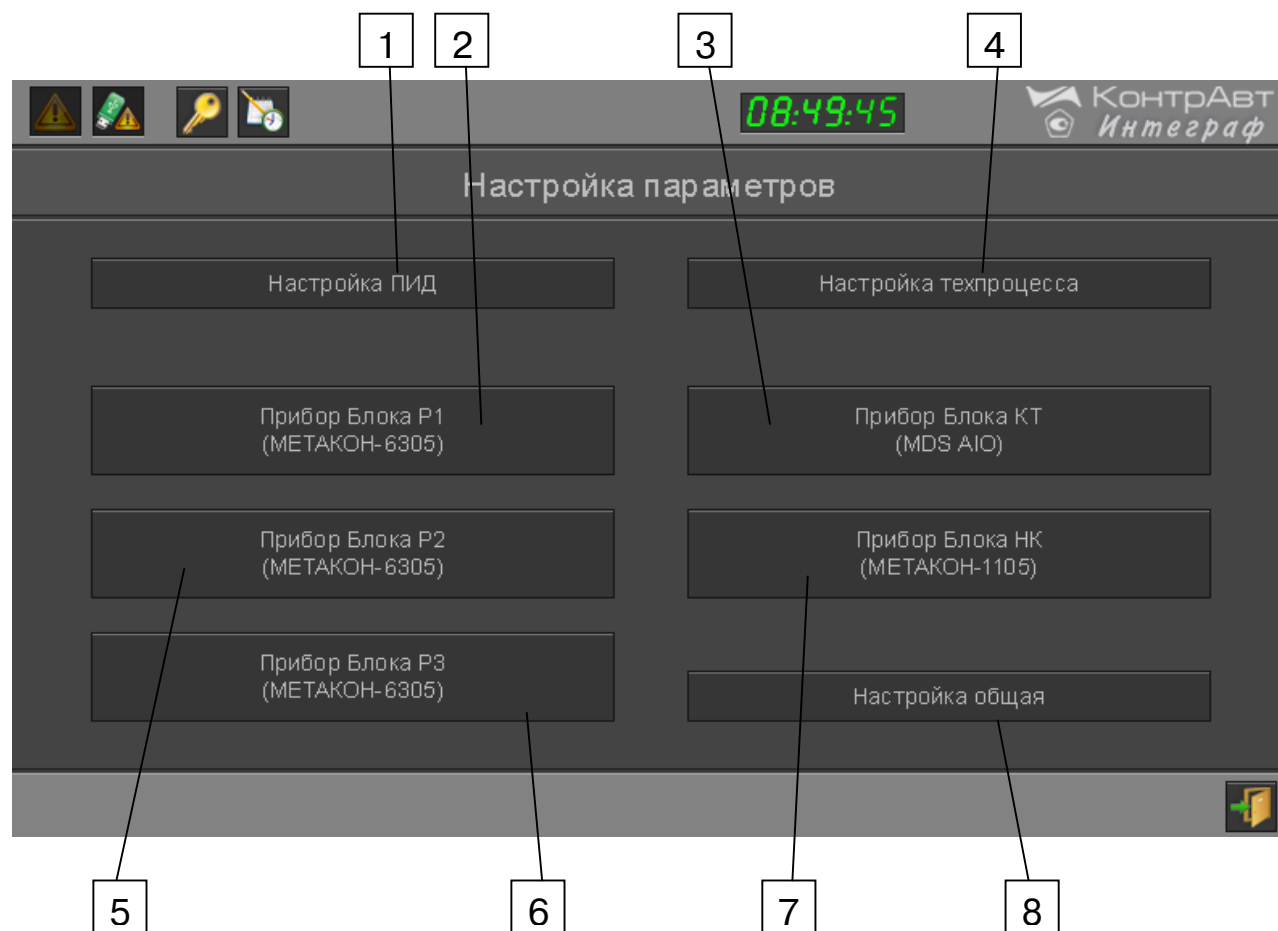 1 2 3 4
08:49:45
КонтрАвт
Интеграф
Настройка параметров
Настройка ПИД
Настройка техпроцесса
Прибор Блока Р1
(МЕТАКОН-6305)
Прибор Блока КТ
(MDS AIO)
Прибор Блока Р2
(МЕТАКОН-6305)
Прибор Блока НК
(МЕТАКОН-1105)
Прибор Блока Р3
(МЕТАКОН-6305)
Настройка общая
5 6 7 8